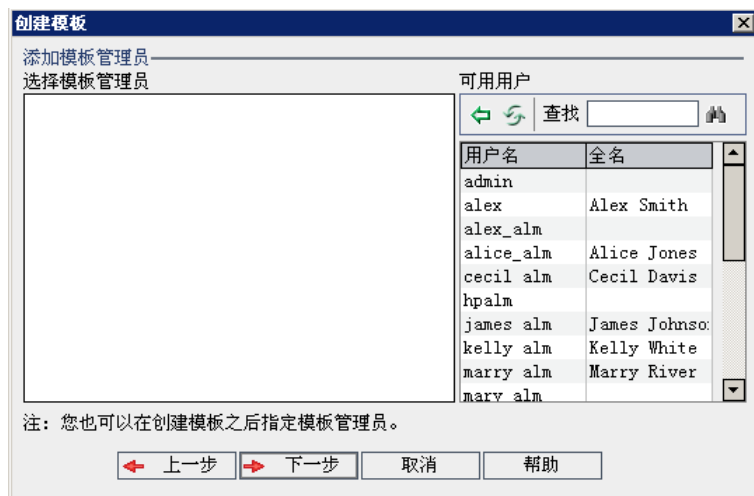 创建模板
添加模板管理员
选择模板管理员
可用用户
查找
用户名 全名
admin
alex Alex Smith
alex_alm
alice_alm Alice Jones
cecil alm Cecil Davis
hpalm
james alm James Johnso
kelly alm Kelly White
marry alm Marry River
mary alm
注: 您也可以在创建模板之后指定模板管理员。
上一步 下一步 取消 帮助